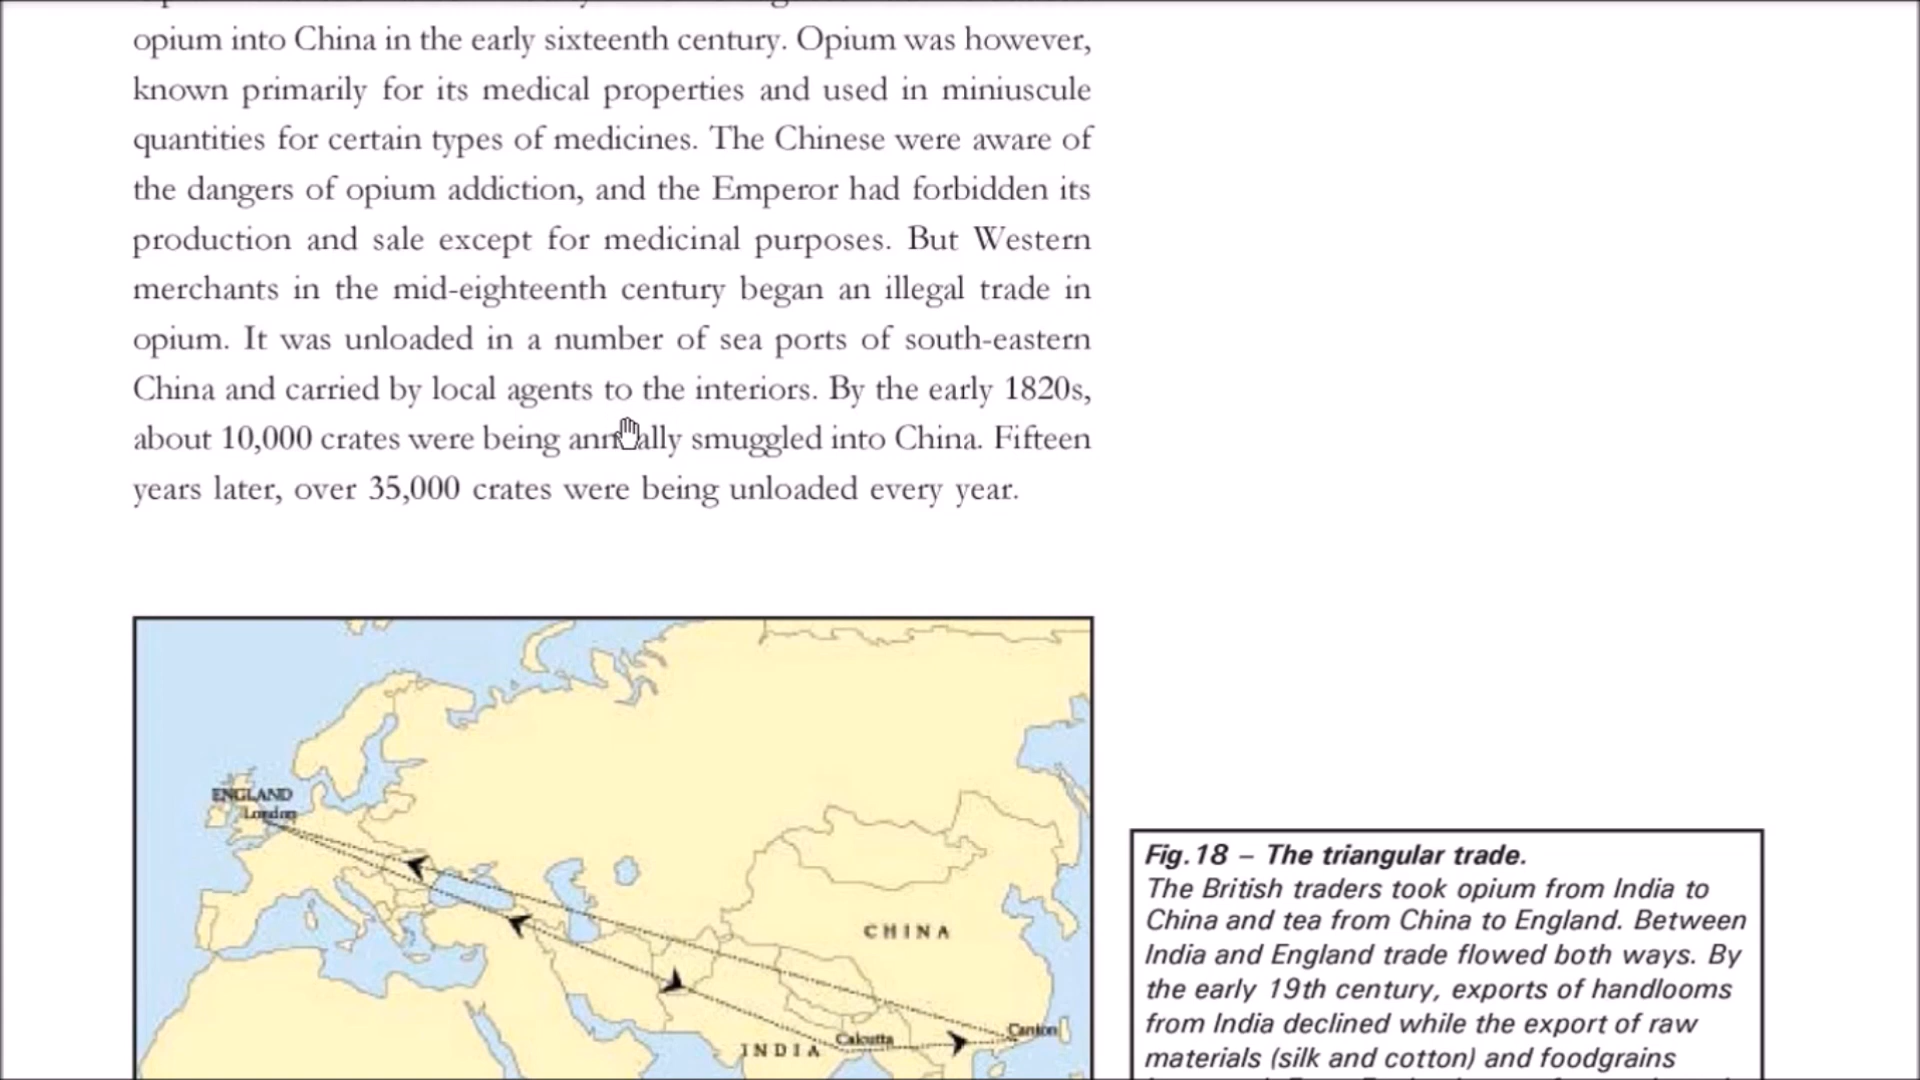 opium into China in the early sixteenth century. Opium was however,
known primarily for its medical properties and used in miniuscule
quantities for certain types of medicines. The Chinese were aware of
the dangers of opium addiction, and the Emperor had forbidden its
production and sale except for medicinal purposes. But Western
merchants in the mid-eighteenth century began an illegal trade in
opium. It was unloaded in a number of sea ports of south-eastern
China and carried by local agents to the interiors. By the early 1820s,
about 10,000 crates were being annually smuggled into China. Fifteen
years later, over 35,000 crates were being unloaded every year.
ENGLAND
London
CHINA
Canton
Calcutta
INDIA
Fig.18 – The triangular trade.
The British traders took opium from India to
China and tea from China to England. Between
India and England trade flowed both ways. By
the early 19th century, exports of handlooms
from India declined while the export of raw
materials (silk and cotton) and foodgrains